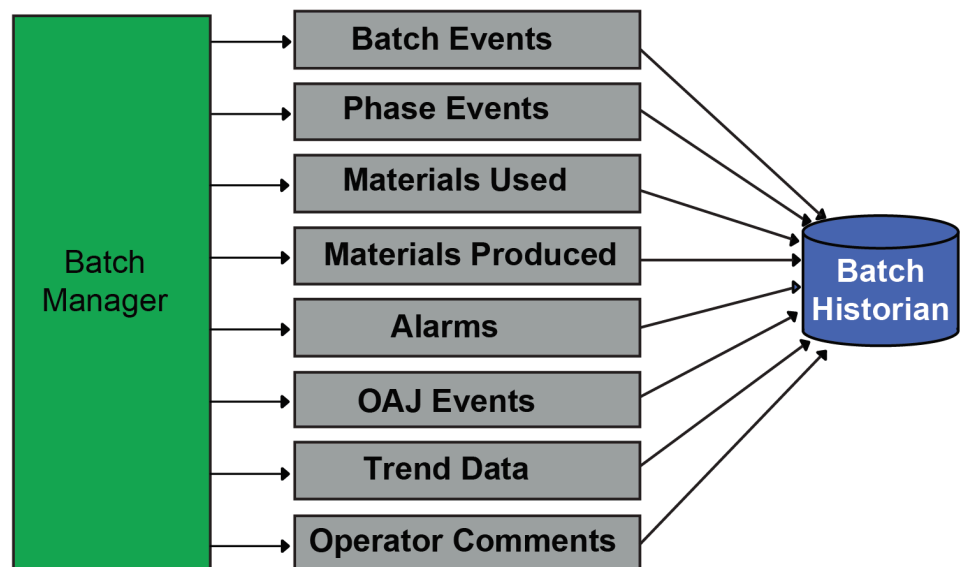 Batch Events
Phase Events
Materials Used
Materials Produced
Alarms
OAJ Events
Trend Data
Operator Comments
Batch
Manager
Batch
Historian